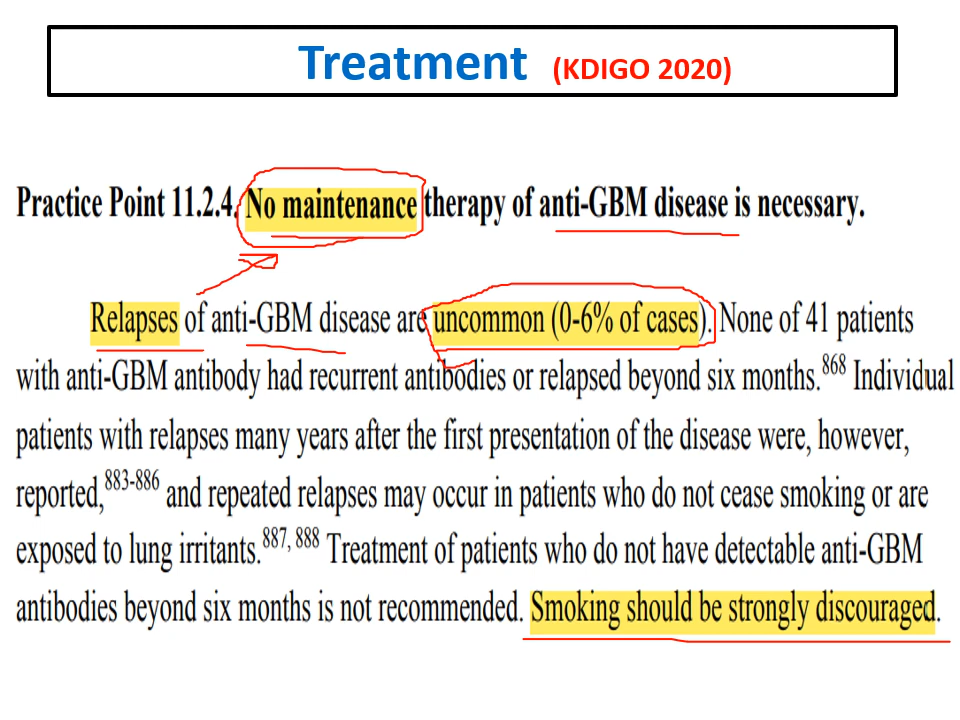 Treatment (KDIGO 2020)
Practice Point 11.2.4. No maintenance therapy of anti-GBM disease is necessary.
Relapses of anti-GBM disease are uncommon (0-6% of cases). None of 41 patients
with anti-GBM antibody had recurrent antibodies or relapsed beyond six months.868 Individual
patients with relapses many years after the first presentation of the disease were, however,
reported,883-886 and repeated relapses may occur in patients who do not cease smoking or are
exposed to lung irritants.887, 888 Treatment of patients who do not have detectable anti-GBM
antibodies beyond six months is not recommended. Smoking should be strongly discouraged.